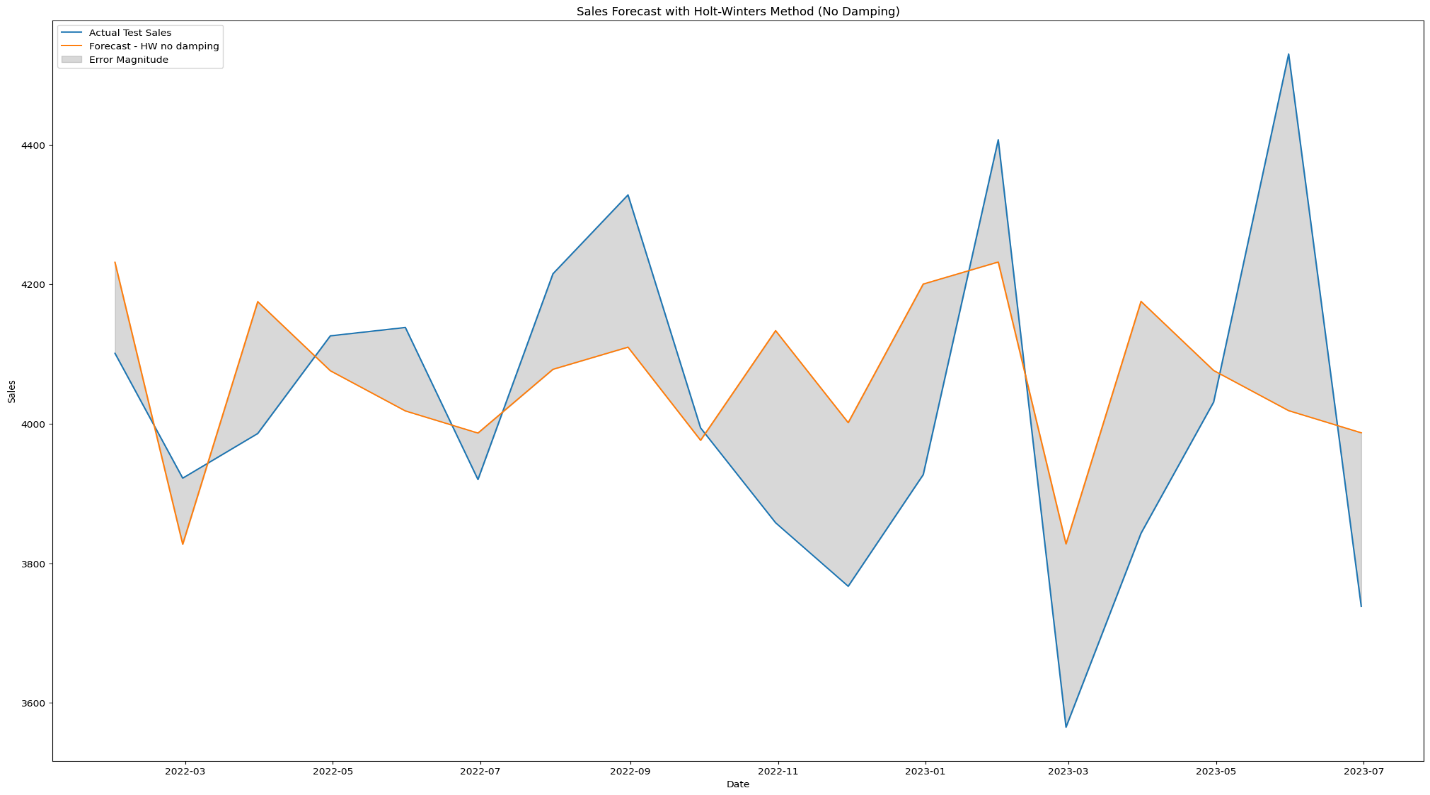 Sales Forecast with Holt-Winters Method (No Damping)
Actual Test Sales
Forecast - HW no damping
Error Magnitude
4400
4200
4000
3800
3600
Sales
2022-03 2022-05 2022-07 2022-09 2022-11 2023-01 2023-03 2023-05 2023-07
Date